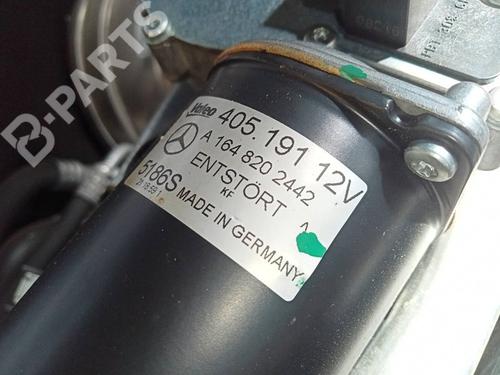 B-PARTS
Valeo 405.191 12V
A 164 820 2442
ENTSTÖRT
KF
5186S MADE IN GERMANY